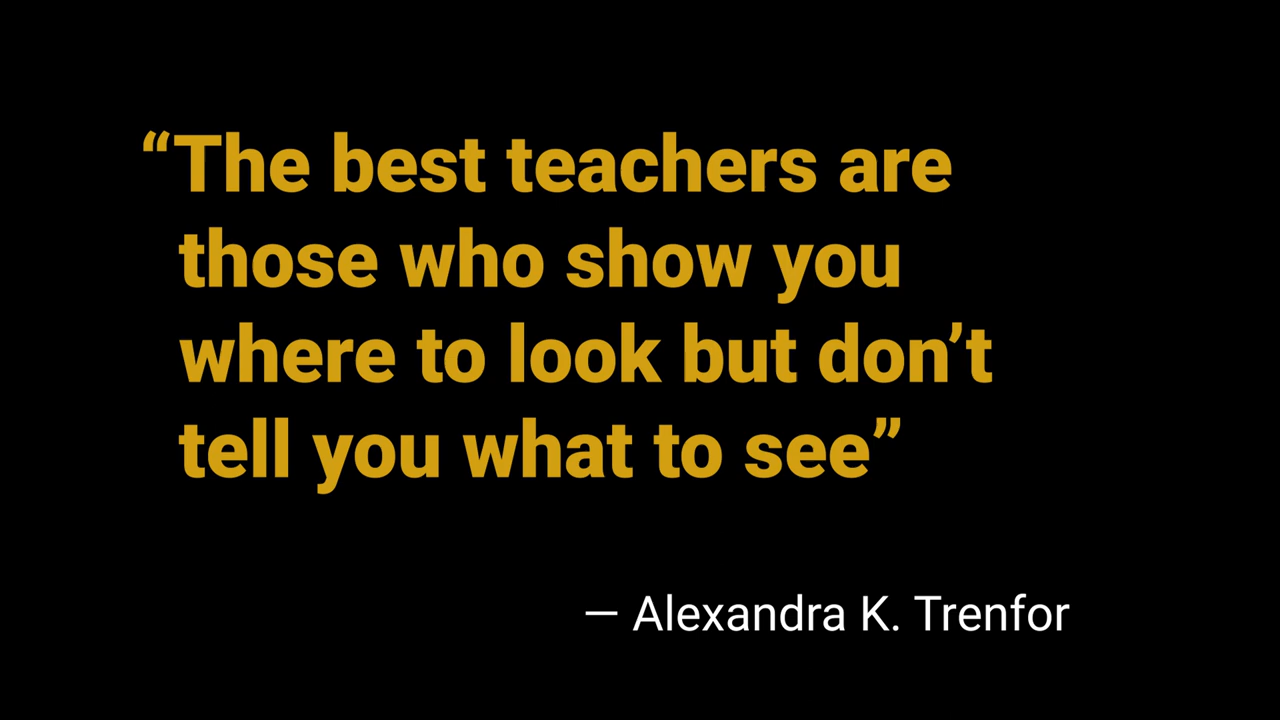 “The best teachers are
those who show you
where to look but don’t
tell you what to see”
— Alexandra K. Trenfor